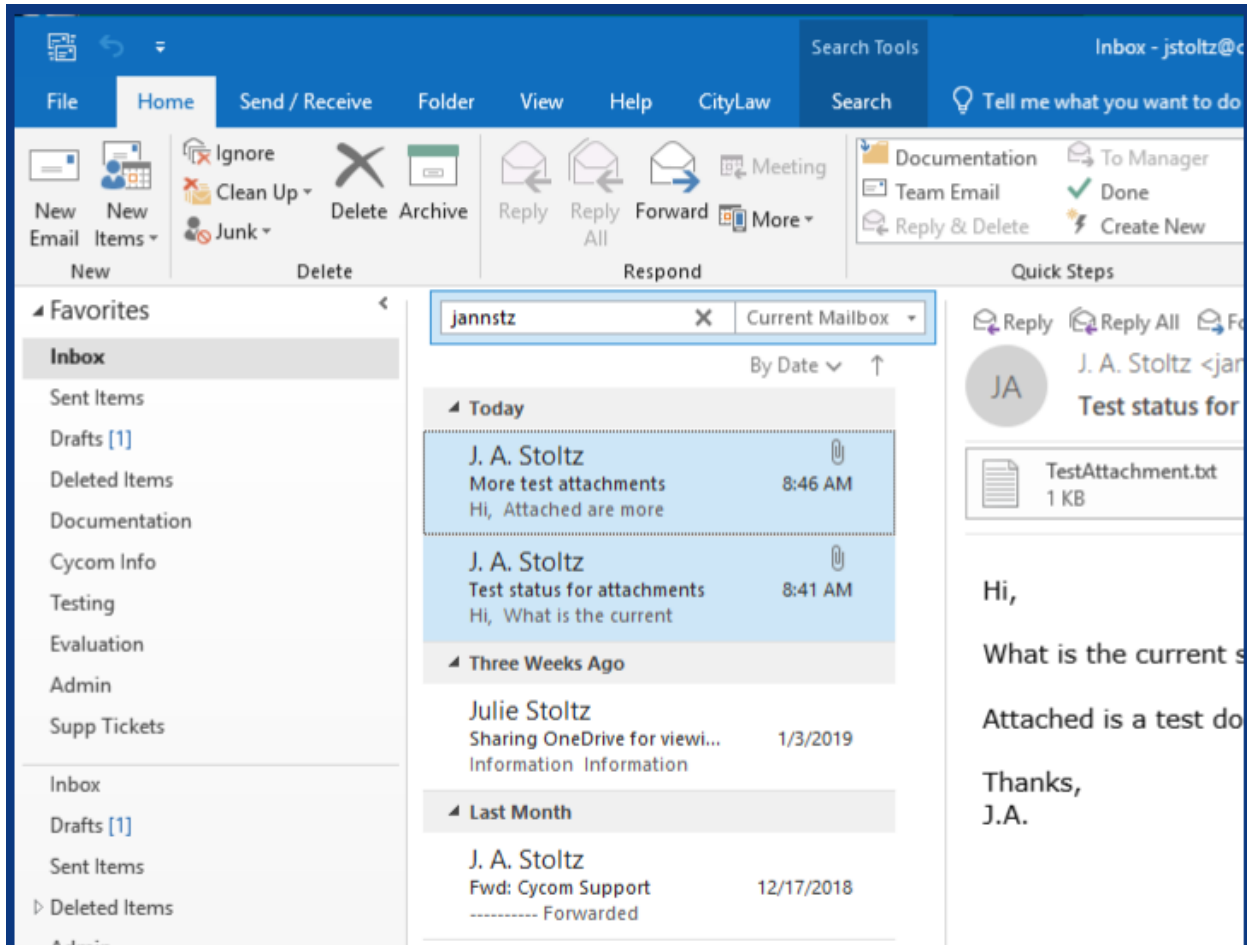 Search Tools
Inbox - jstoltz@c
File Home Send / Receive Folder View Help CityLaw Search Tell me what you want to do
New Email
New Items
Ignore
Clean Up
Junk
Delete
Archive
Reply
Reply All
Forward
Meeting
More
Documentation
Team Email
Reply & Delete
To Manager
Done
Create New
New Delete Respond Quick Steps
Favorites
Inbox
Sent Items
Drafts [1]
Deleted Items
Documentation
Cycom Info
Testing
Evaluation
Admin
Supp Tickets
Inbox
Drafts [1]
Sent Items
Deleted Items
jannstz Current Mailbox
By Date
Today
J. A. Stoltz
More test attachments 8:46 AM
Hi, Attached are more
J. A. Stoltz
Test status for attachments 8:41 AM
Hi, What is the current
Three Weeks Ago
Julie Stoltz
Sharing OneDrive for viewi... 1/3/2019
Information Information
Last Month
J. A. Stoltz
Fwd: Cycom Support 12/17/2018
---------- Forwarded
Reply Reply All Fo
JA
J. A. Stoltz <jar
Test status for
TestAttachment.txt
1 KB
Hi,
What is the current s
Attached is a test do
Thanks,
J.A.